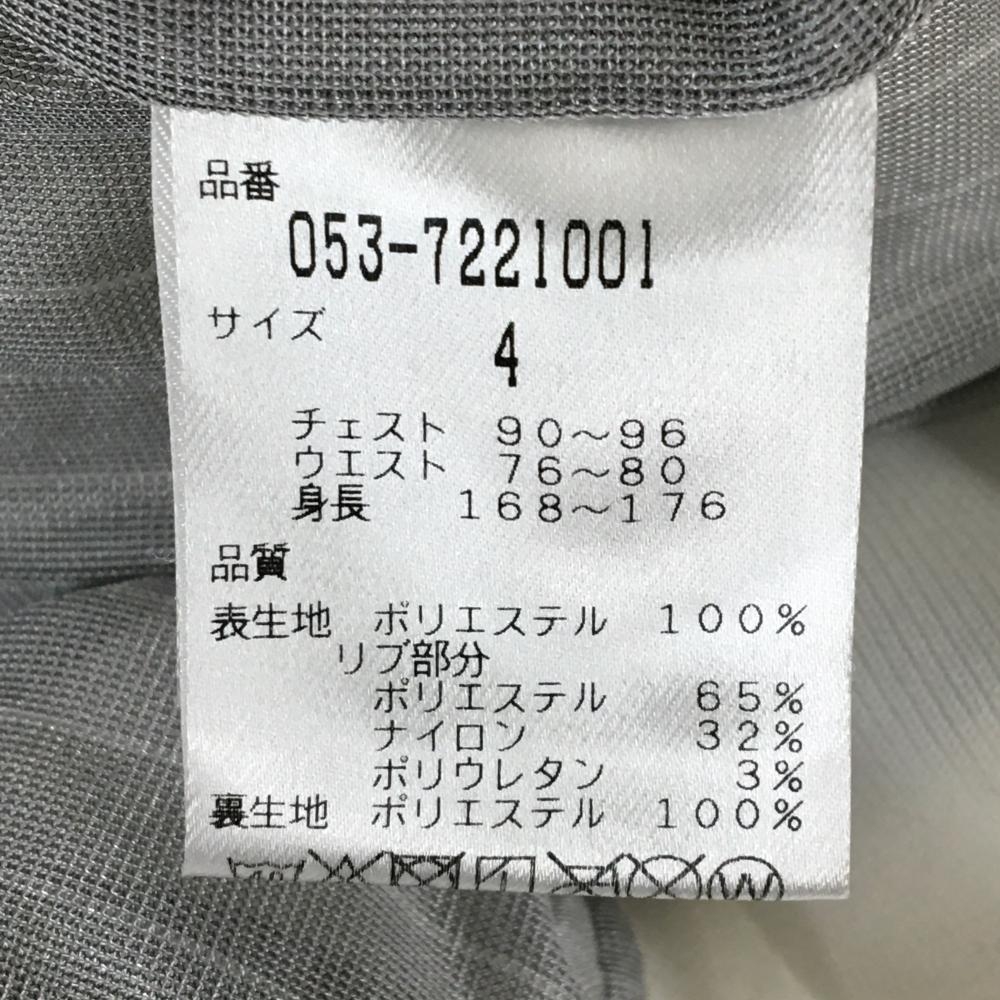 品番
053-7221001
サイズ
4
チェスト 90～96
ウエスト 76～80
身長 168～176
品質
表生地 ポリエステル 100%
リブ部分
ポリエステル 65%
ナイロン 32%
ポリウレタン 3%
裏生地 ポリエステル 100%